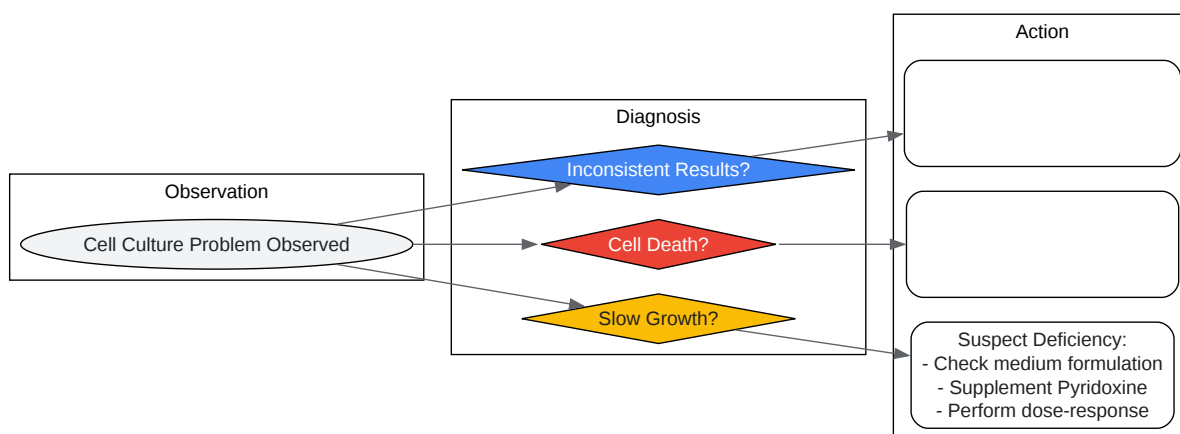 Observation
Cell Culture Problem Observed
Diagnosis
Inconsistent Results?
Cell Death?
Slow Growth?
Action
Suspect Deficiency:
- Check medium formulation
- Supplement Pyridoxine
- Perform dose-response